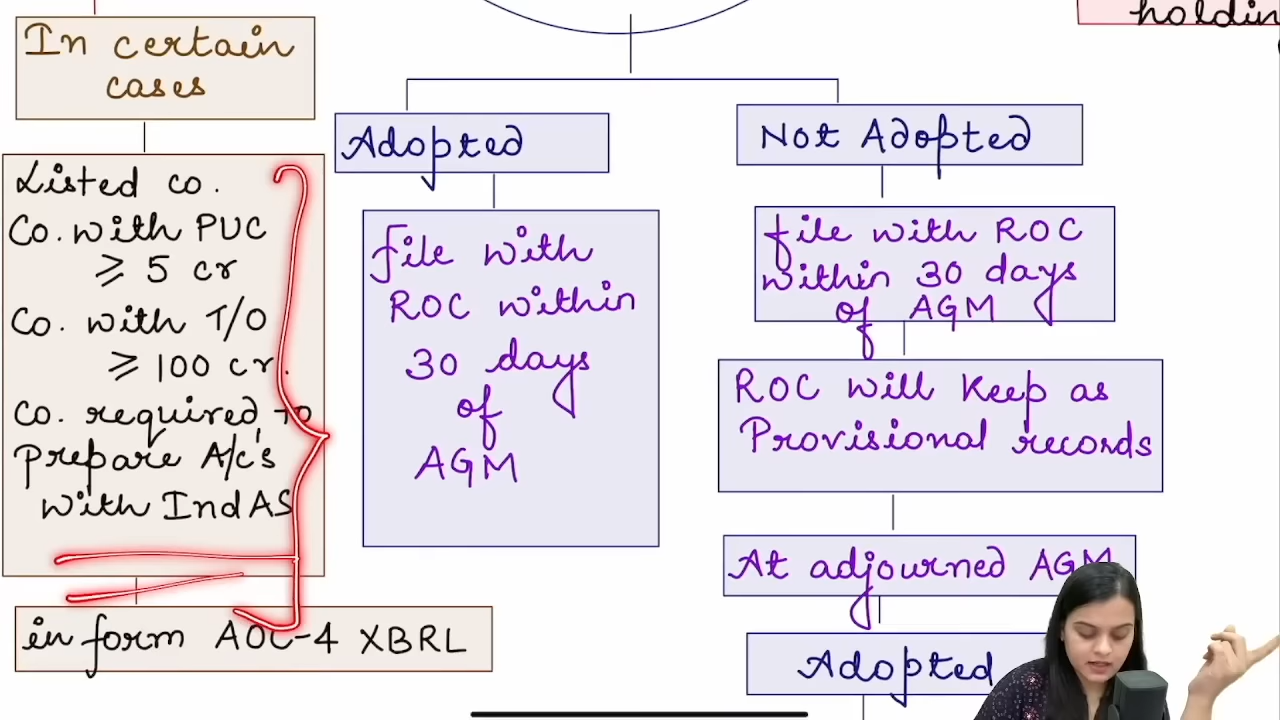 holdin
In certain
cases
Listed co.
Co. with PUC
⩾ 5 cr
Co. with T/O
⩾ 100 cr.
Co. required to
prepare A/c's
with IndAS
in form AOC-4 XBRL
Adopted
file with
ROC within
30 days
of
AGM
Not Adopted
file with ROC
within 30 days
of AGM
ROC will keep as
Provisional records
At adjourned AGM
Adopted